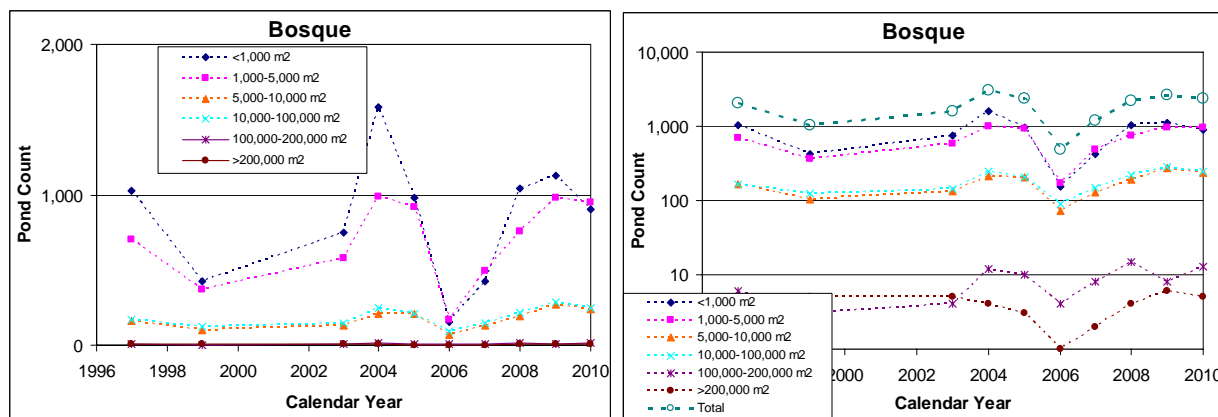 Bosque
2,000
1,000
0
Pond Count
<1,000 m2
1,000-5,000 m2
5,000-10,000 m2
10,000-100,000 m2
100,000-200,000 m2
>200,000 m2
1996 1998 2000 2002 2004 2006 2008 2010
Calendar Year
Bosque
10,000
1,000
100
10
Pond Count
<1,000 m2
1,000-5,000 m2
5,000-10,000 m2
10,000-100,000 m2
100,000-200,000 m2
>200,000 m2
Total
2000 2002 2004 2006 2008 2010
Calendar Year